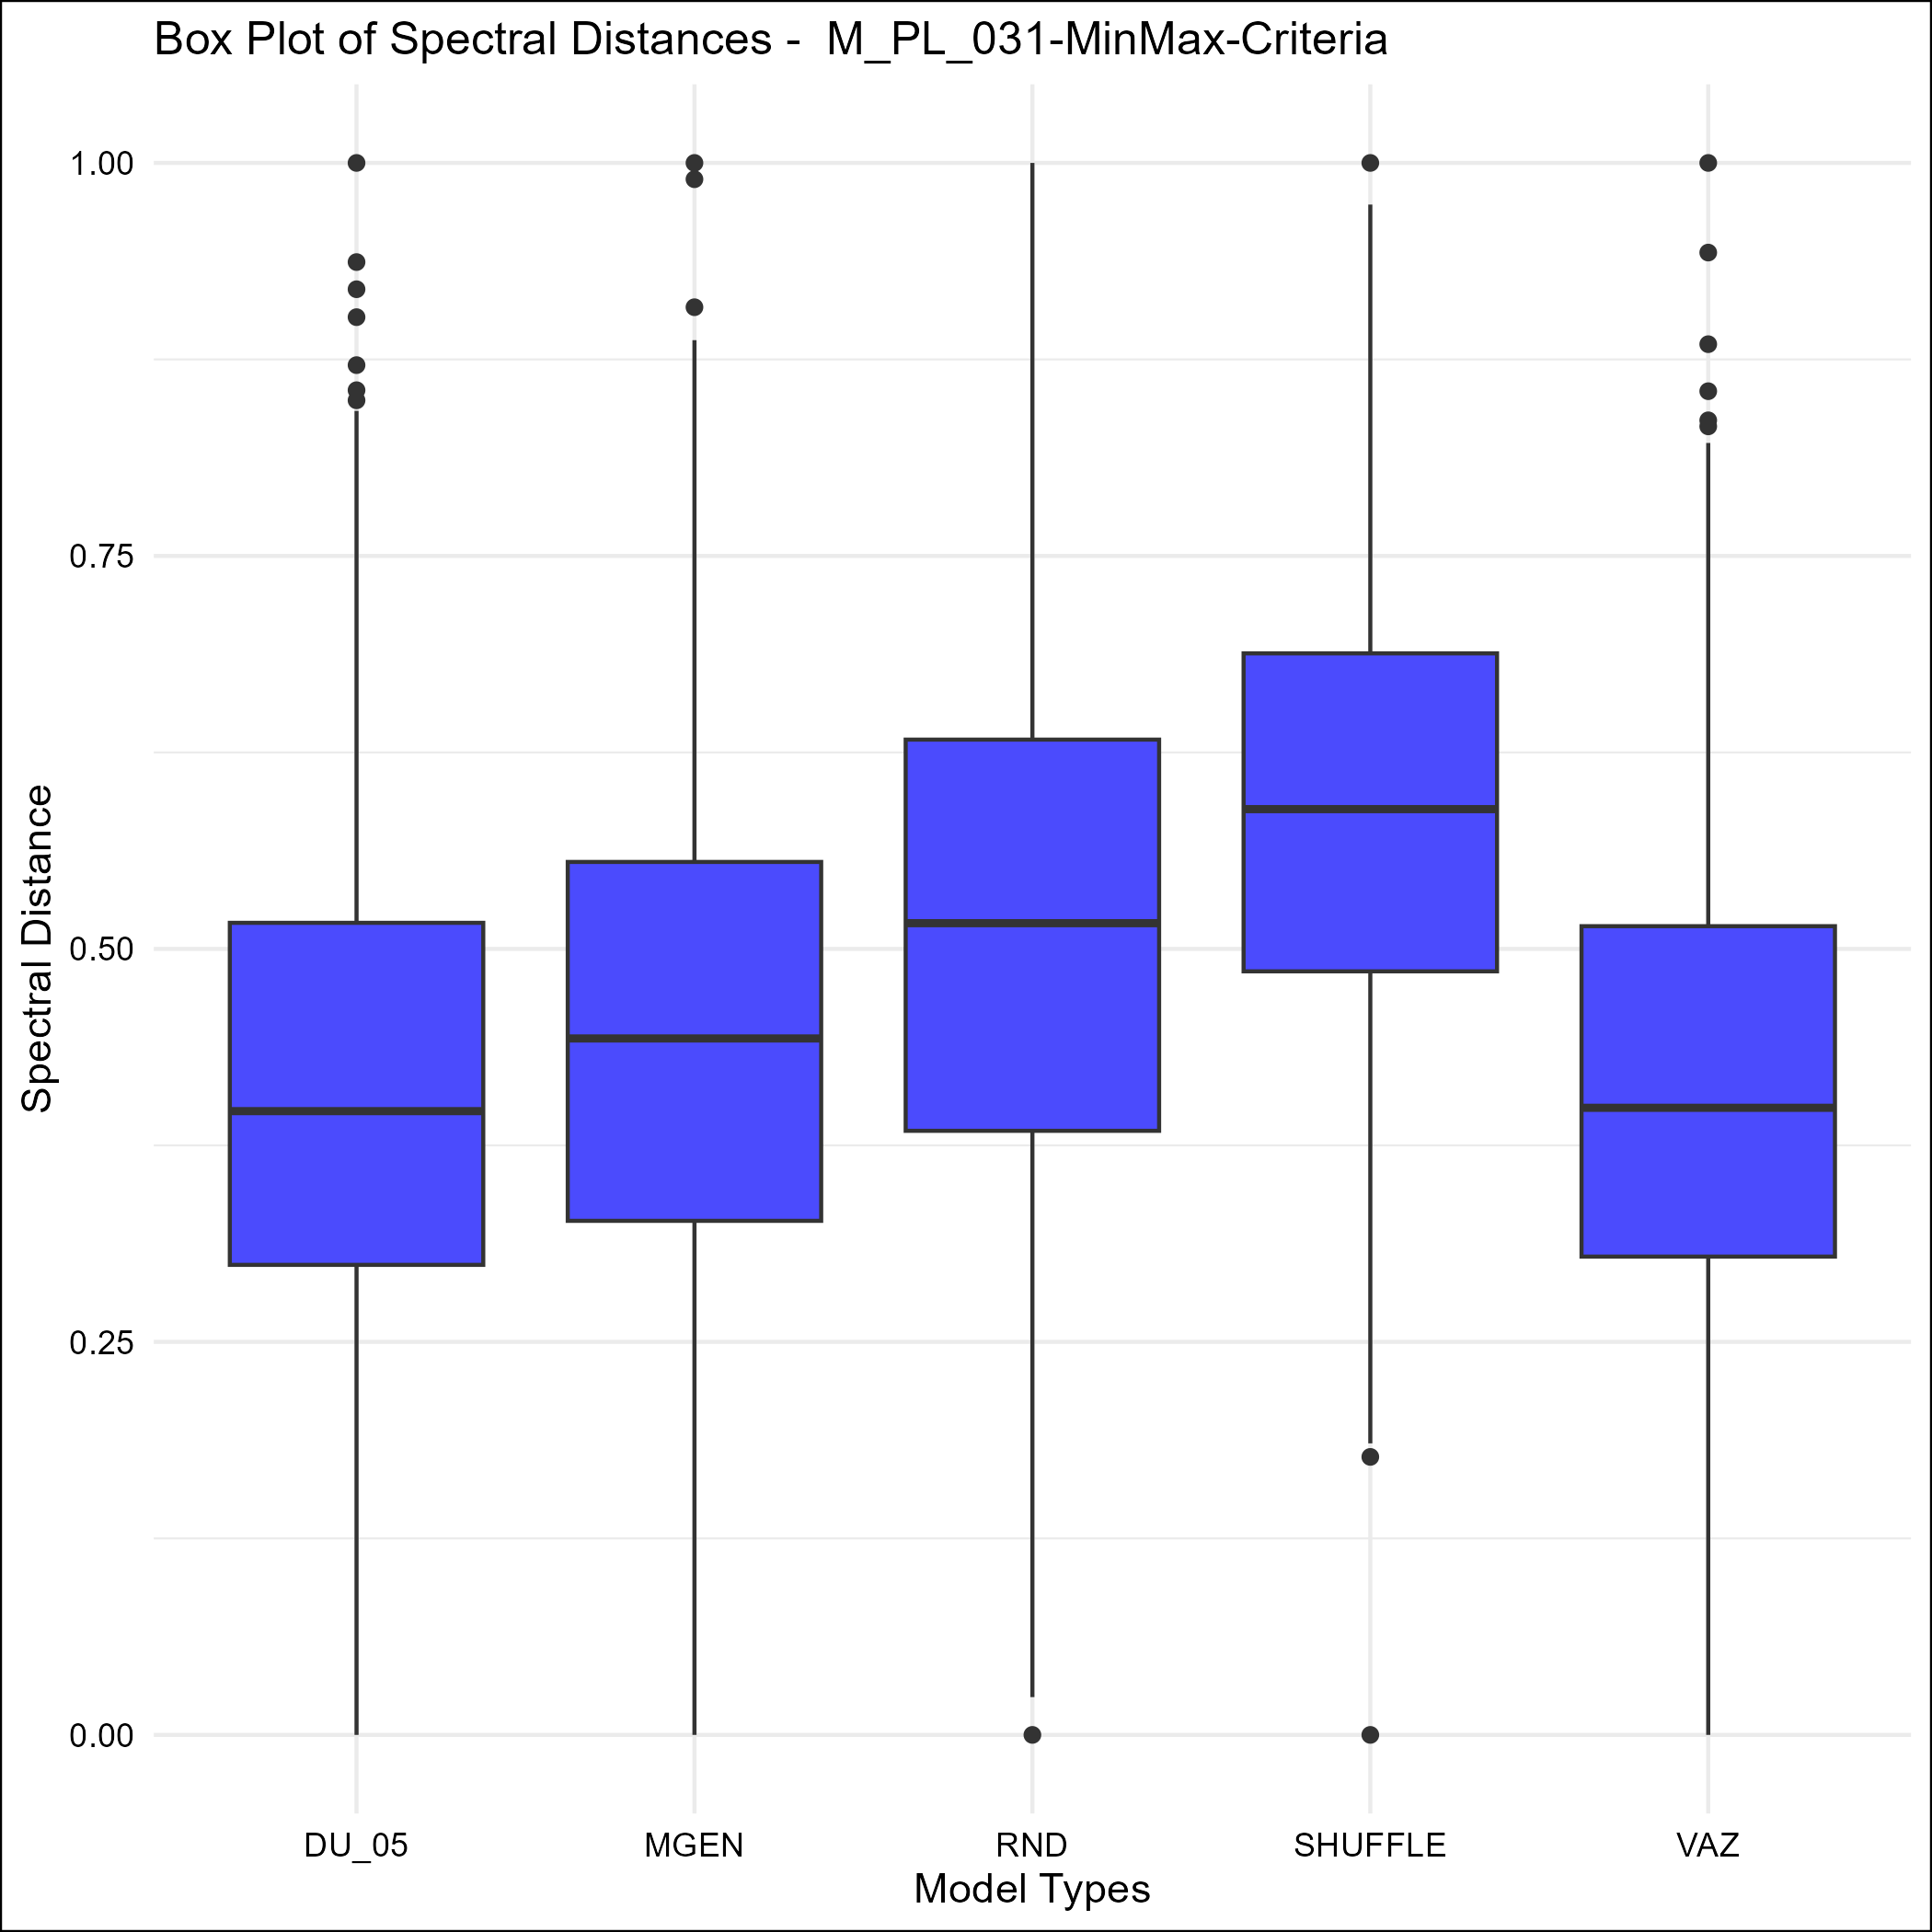 Box Plot of Spectral Distances -  M_PL_031-MinMax-Criteria
1.00
0.75
0.50
0.25
0.00
Spectral Distance
DU_05 MGEN RND SHUFFLE VAZ
Model Types